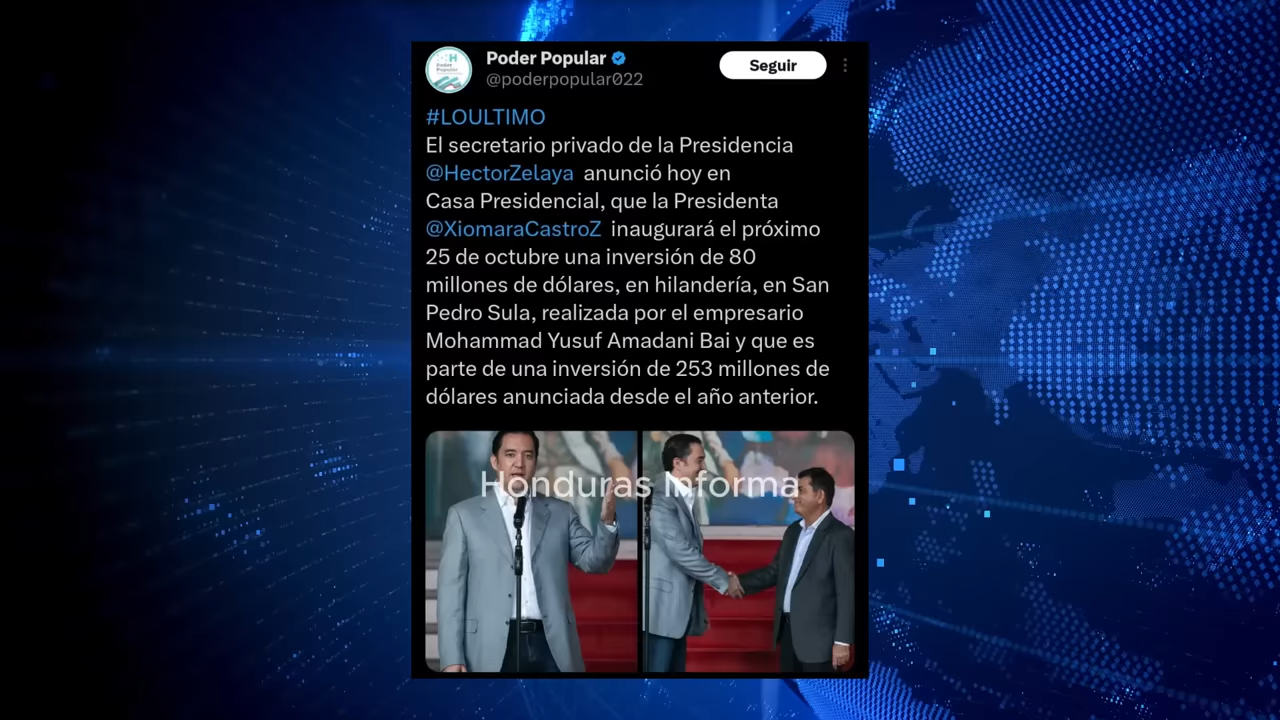 Poder Popular
@poderpopular022
Seguir
#LOULTIMO
El secretario privado de la Presidencia
@HectorZelaya anunció hoy en
Casa Presidencial, que la Presidenta
@XiomaraCastroZ inaugurará el próximo
25 de octubre una inversión de 80
millones de dólares, en hilandería, en San
Pedro Sula, realizada por el empresario
Mohammad Yusuf Amadani Bai y que es
parte de una inversión de 253 millones de
dólares anunciada desde el año anterior.
Honduras Informa
H
Poder
Popular